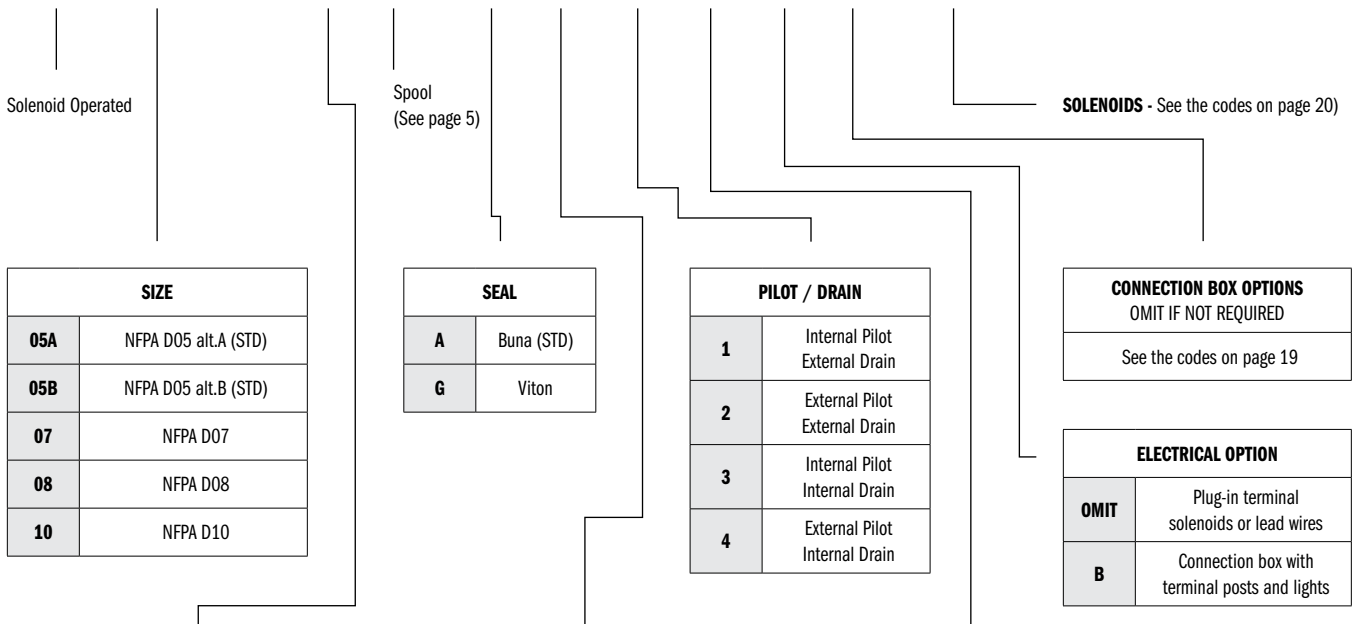 Solenoid Operated
Spool
(See page 5)
SOLENOIDS - See the codes on page 20)
SIZE
05A NFPA D05 alt.A (STD)
05B NFPA D05 alt.B (STD)
07 NFPA D07
08 NFPA D08
10 NFPA D10
SEAL
A Buna (STD)
G Viton
PILOT / DRAIN
1 Internal Pilot
External Drain
2 External Pilot
External Drain
3 Internal Pilot
Internal Drain
4 External Pilot
Internal Drain
CONNECTION BOX OPTIONS
OMIT IF NOT REQUIRED
See the codes on page 19
ELECTRICAL OPTION
OMIT Plug-in terminal
solenoids or lead wires
B Connection box with
terminal posts and lights